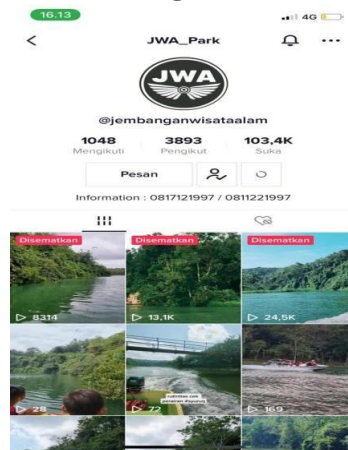 16.13
4G
JWA_Park
JWA
@jembanganwisataalam
1048 3893 103,4K
Mengikuti Pengikut Suka
Pesan
Information : 0817121997 / 0811221997
Disematkan Disematkan Disematkan
8314 13,1K 24,5K
28 72 169